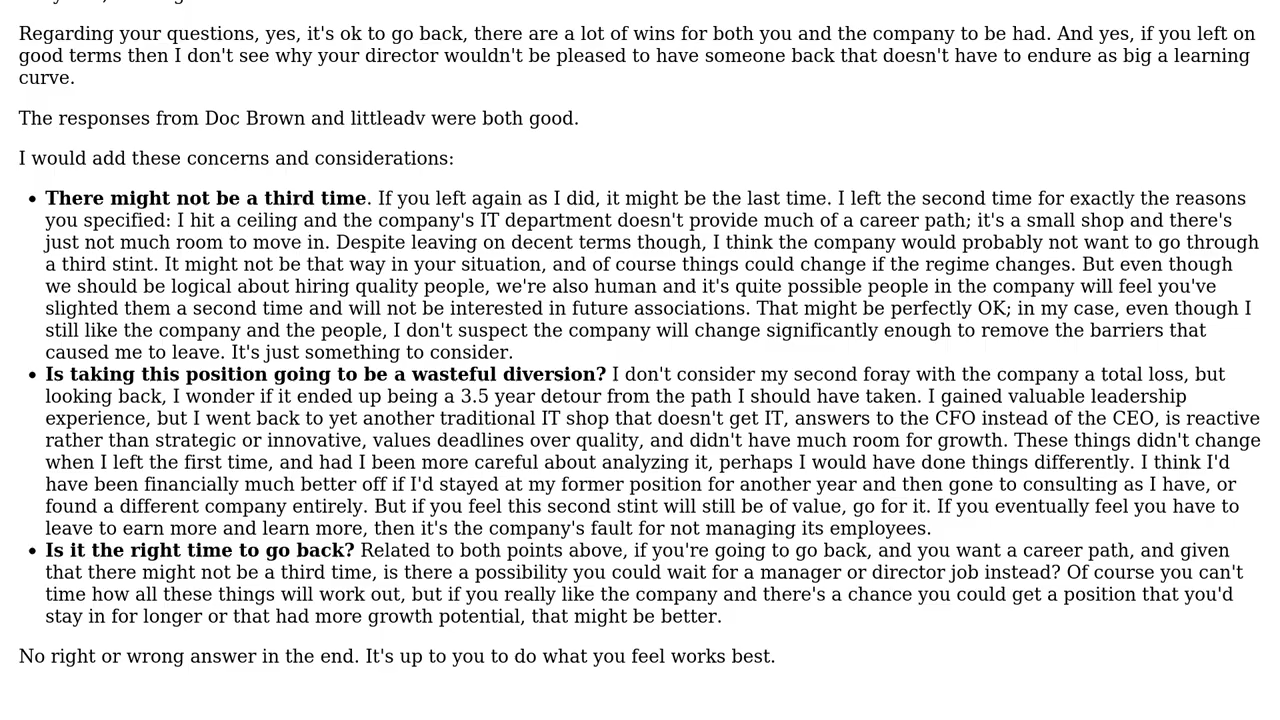 Regarding your questions, yes, it's ok to go back, there are a lot of wins for both you and the company to be had. And yes, if you left on
good terms then I don't see why your director wouldn't be pleased to have someone back that doesn't have to endure as big a learning
curve.
The responses from Doc Brown and littleadv were both good.
I would add these concerns and considerations:
• There might not be a third time. If you left again as I did, it might be the last time. I left the second time for exactly the reasons
you specified: I hit a ceiling and the company's IT department doesn't provide much of a career path; it's a small shop and there's
just not much room to move in. Despite leaving on decent terms though, I think the company would probably not want to go through
a third stint. It might not be that way in your situation, and of course things could change if the regime changes. But even though
we should be logical about hiring quality people, we're also human and it's quite possible people in the company will feel you've
slighted them a second time and will not be interested in future associations. That might be perfectly OK; in my case, even though I
still like the company and the people, I don't suspect the company will change significantly enough to remove the barriers that
caused me to leave. It's just something to consider.
• Is taking this position going to be a wasteful diversion? I don't consider my second foray with the company a total loss, but
looking back, I wonder if it ended up being a 3.5 year detour from the path I should have taken. I gained valuable leadership
experience, but I went back to yet another traditional IT shop that doesn't get IT, answers to the CFO instead of the CEO, is reactive
rather than strategic or innovative, values deadlines over quality, and didn't have much room for growth. These things didn't change
when I left the first time, and had I been more careful about analyzing it, perhaps I would have done things differently. I think I'd
have been financially much better off if I'd stayed at my former position for another year and then gone to consulting as I have, or
found a different company entirely. But if you feel this second stint will still be of value, go for it. If you eventually feel you have to
leave to earn more and learn more, then it's the company's fault for not managing its employees.
• Is it the right time to go back? Related to both points above, if you're going to go back, and you want a career path, and given
that there might not be a third time, is there a possibility you could wait for a manager or director job instead? Of course you can't
time how all these things will work out, but if you really like the company and there's a chance you could get a position that you'd
stay in for longer or that had more growth potential, that might be better.
No right or wrong answer in the end. It's up to you to do what you feel works best.